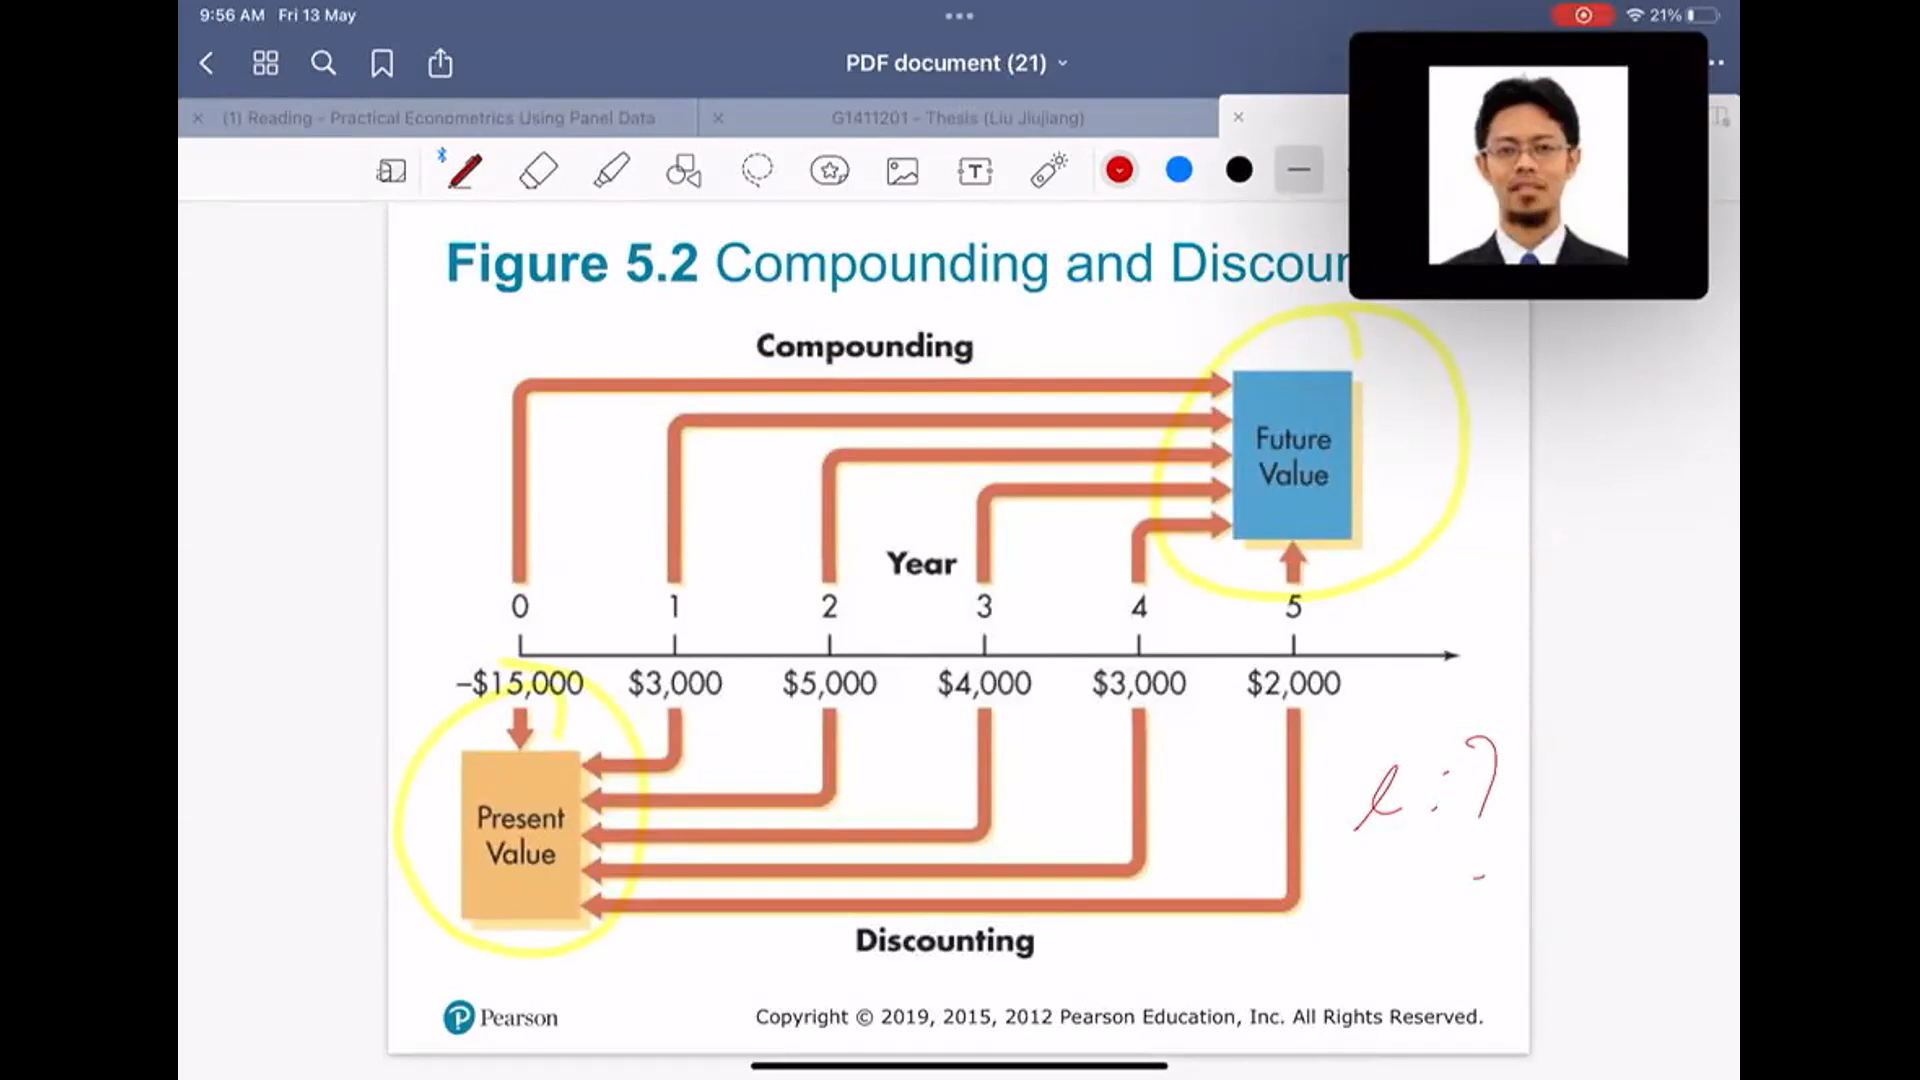 9:56 AM Fri 13 May
21%
PDF document (21)
(1) Reading - Practical Econometrics Using Panel Data
G1411201 - Thesis (Liu Jiujiang)
T
Figure 5.2 Compounding and Discour
Compounding
Future
Value
Year
0 1 2 3 4 5
–$15,000 $3,000 $5,000 $4,000 $3,000 $2,000
Present
Value
Discounting
P Pearson
Copyright © 2019, 2015, 2012 Pearson Education, Inc. All Rights Reserved.